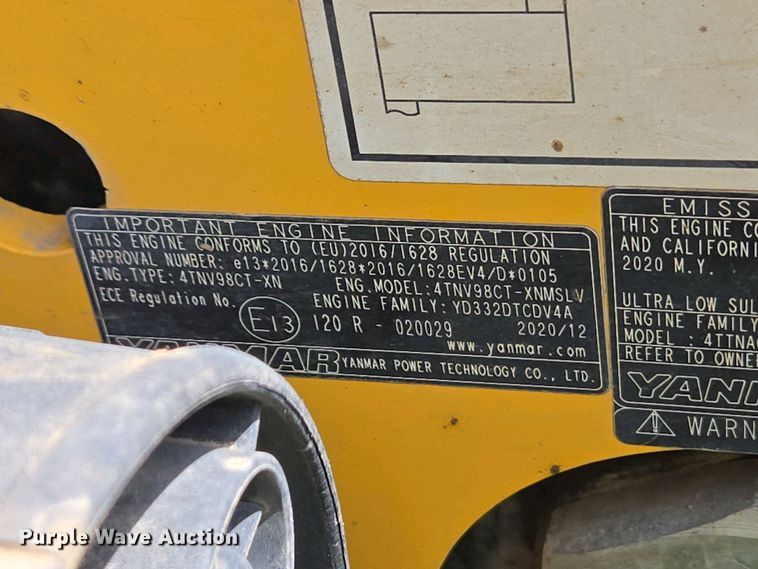 IMPORTANT ENGINE INFORMATION
THIS ENGINE CONFORMS TO (EU)2016/1628 REGULATION
APPROVAL NUMBER: e13*2016/1628*2016/1628EV4/D*0105
ENG.TYPE: 4TNV98CT-XN ENG.MODEL: 4TNV98CT-XNMSLV
ENGINE FAMILY: YD332DTCDV4A
ECE Regulation No. E13 120 R - 020029 2020/12
www.yanmar.com
YANMAR YANMAR POWER TECHNOLOGY CO., LTD.
EMISS
THIS ENGINE CO
AND CALIFORNI
2020 M.Y.
ULTRA LOW SUL
ENGINE FAMILY
MODEL : 4TTNA
REFER TO OWNE
YANM
WARN
Purple Wave Auction